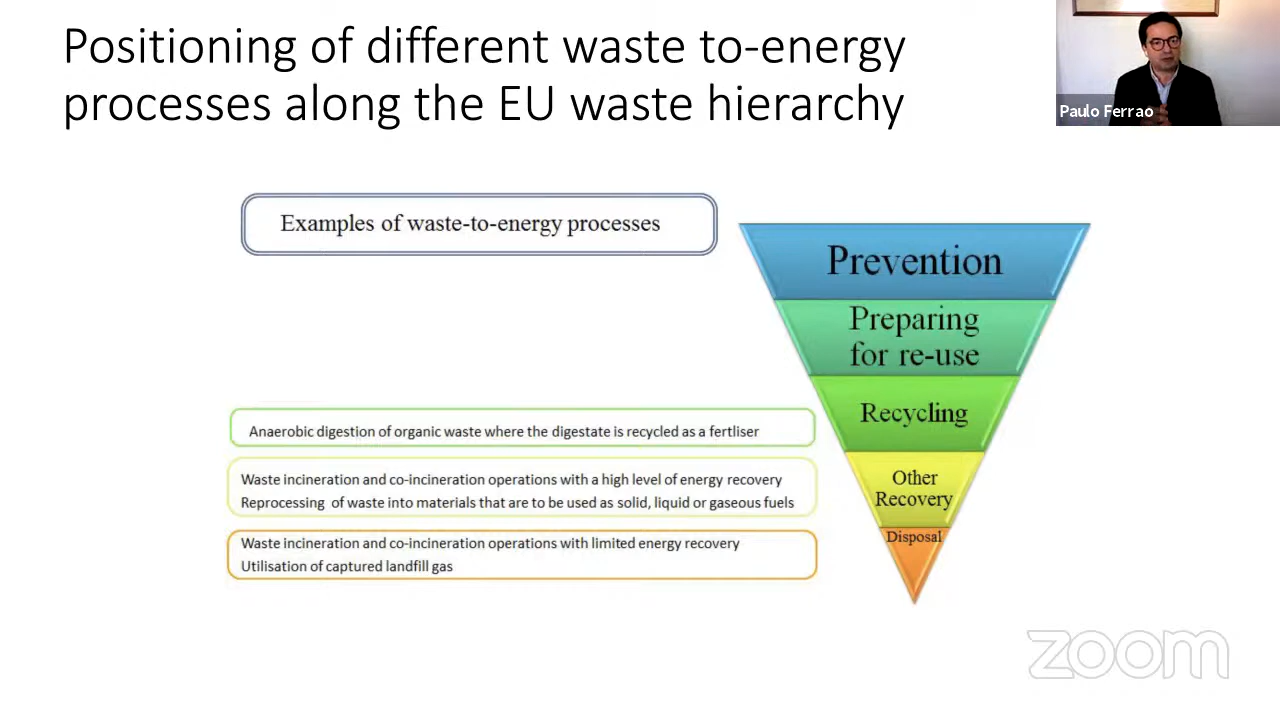 Positioning of different waste to-energy
processes along the EU waste hierarchy
Paulo Ferrao
Examples of waste-to-energy processes
Prevention
Preparing
for re-use
Recycling
Anaerobic digestion of organic waste where the digestate is recycled as a fertliser
Other
Recovery
Waste incineration and co-incineration operations with a high level of energy recovery
Reprocessing of waste into materials that are to be used as solid, liquid or gaseous fuels
Disposal
Waste incineration and co-incineration operations with limited energy recovery
Utilisation of captured landfill gas
zoom